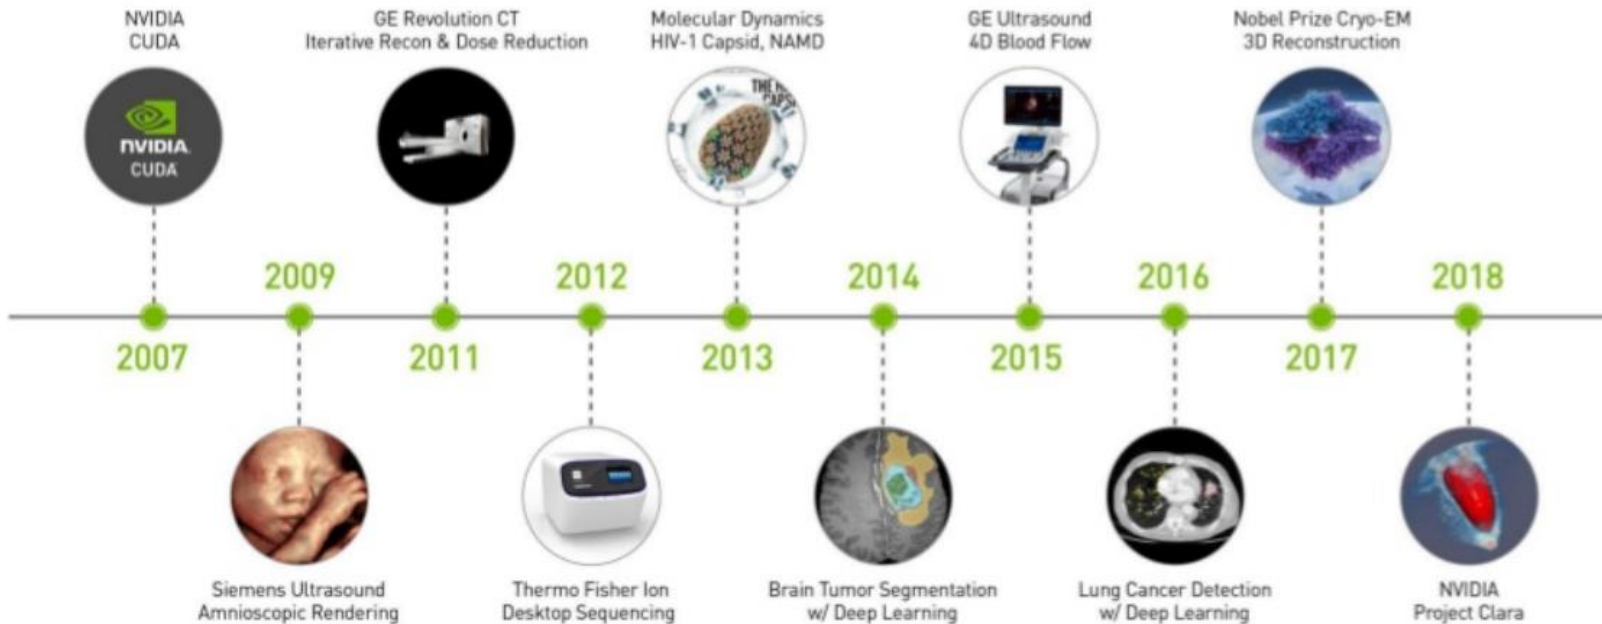 NVIDIA
CUDA
GE Revolution CT
Iterative Recon & Dose Reduction
Molecular Dynamics
HIV-1 Capsid, NAMD
GE Ultrasound
4D Blood Flow
Nobel Prize Cryo-EM
3D Reconstruction
NVIDIA.
CUDA
2009
2012
2014
2016
2018
2007
2011
2013
2015
2017
Siemens Ultrasound
Amnioscopic Rendering
Thermo Fisher Ion
Desktop Sequencing
Brain Tumor Segmentation
w/ Deep Learning
Lung Cancer Detection
w/ Deep Learning
NVIDIA
Project Clara